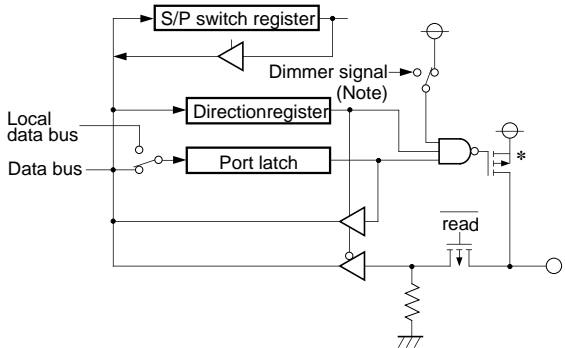 S/P switch register
Dimmer signal
(Note)
Local
data bus
Directionregister
Data bus
Port latch
*
read